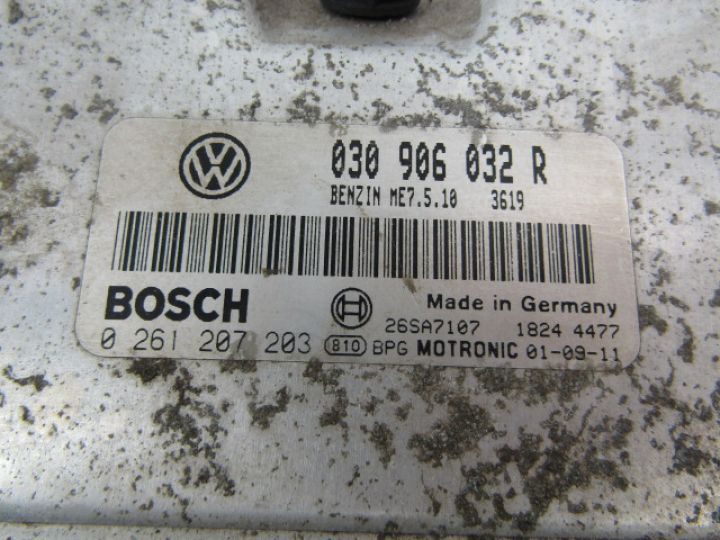 030 906 032 R
BENZIN ME7.5.10 3619
BOSCH
Made in Germany
26SA7107 1824 4477
0 261 207 203 810 BPG MOTRONIC 01-09-11